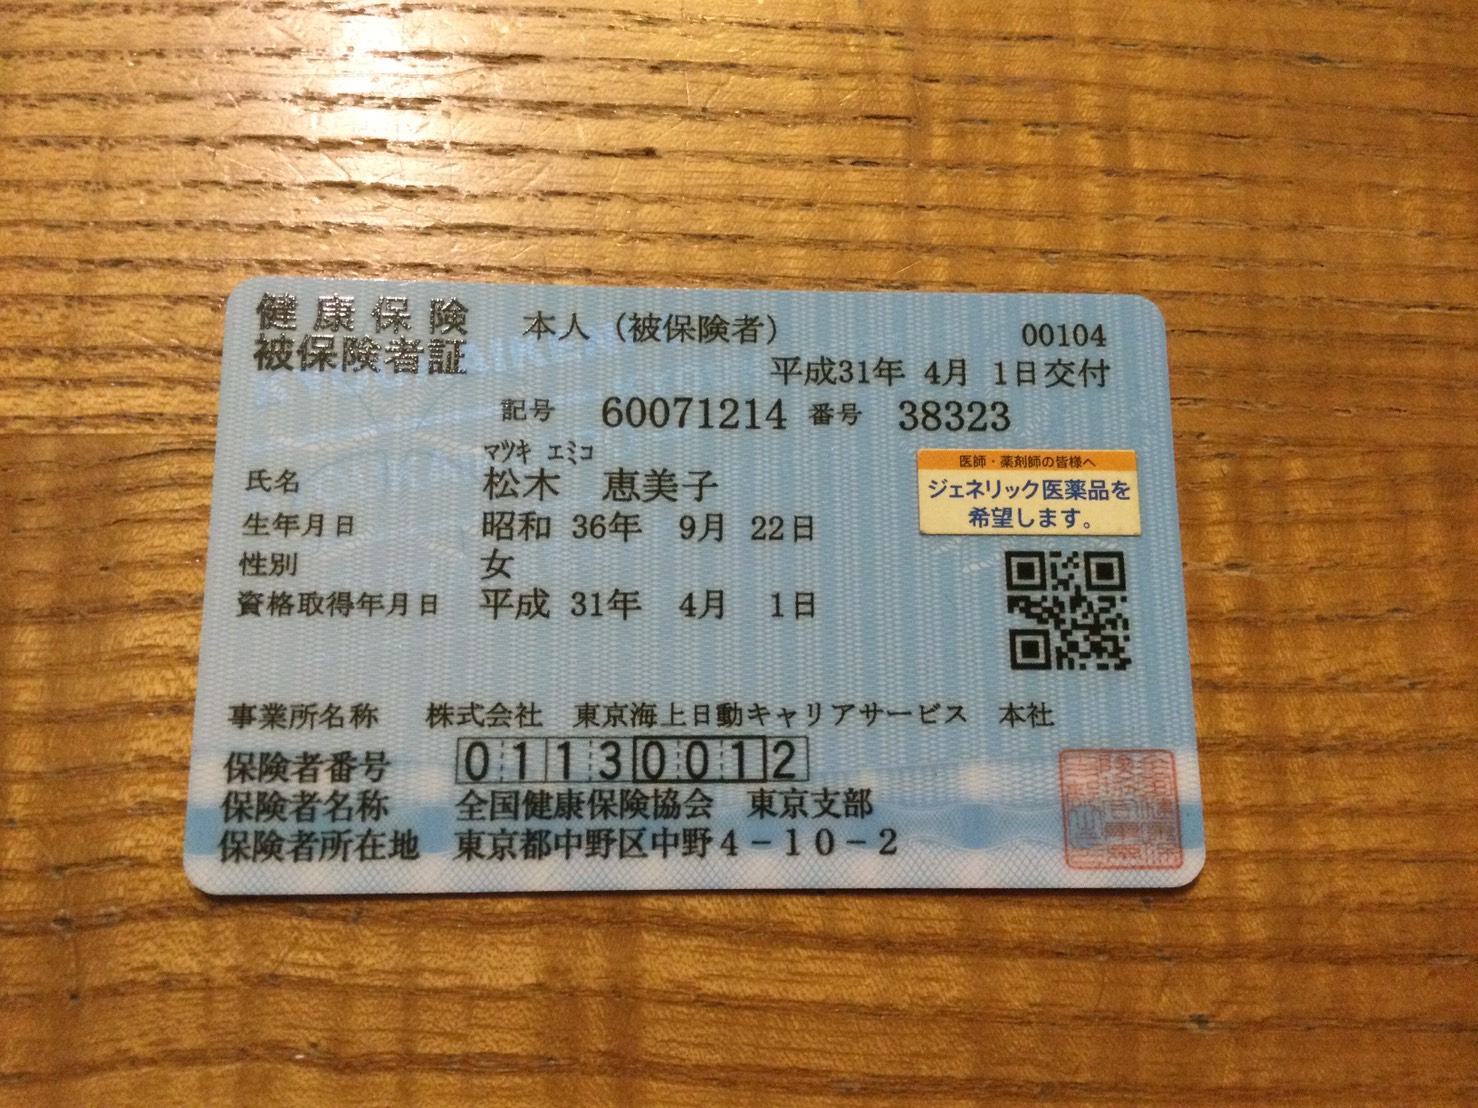 健康保険
被保険者証
本人（被保険者） 00104
平成31年 4月 1日交付
記号 60071214 番号 38323
マツキ エミコ
氏名 松木 恵美子
生年月日 昭和 36年 9月 22日
性別 女
資格取得年月日 平成 31年 4月 1日
医師・薬剤師の皆様へ
ジェネリック医薬品を
希望します。
事業所名称 株式会社 東京海上日動キャリアサービス 本社
保険者番号 01130012
保険者名称 全国健康保険協会 東京支部
保険者所在地 東京都中野区中野４－１０－２